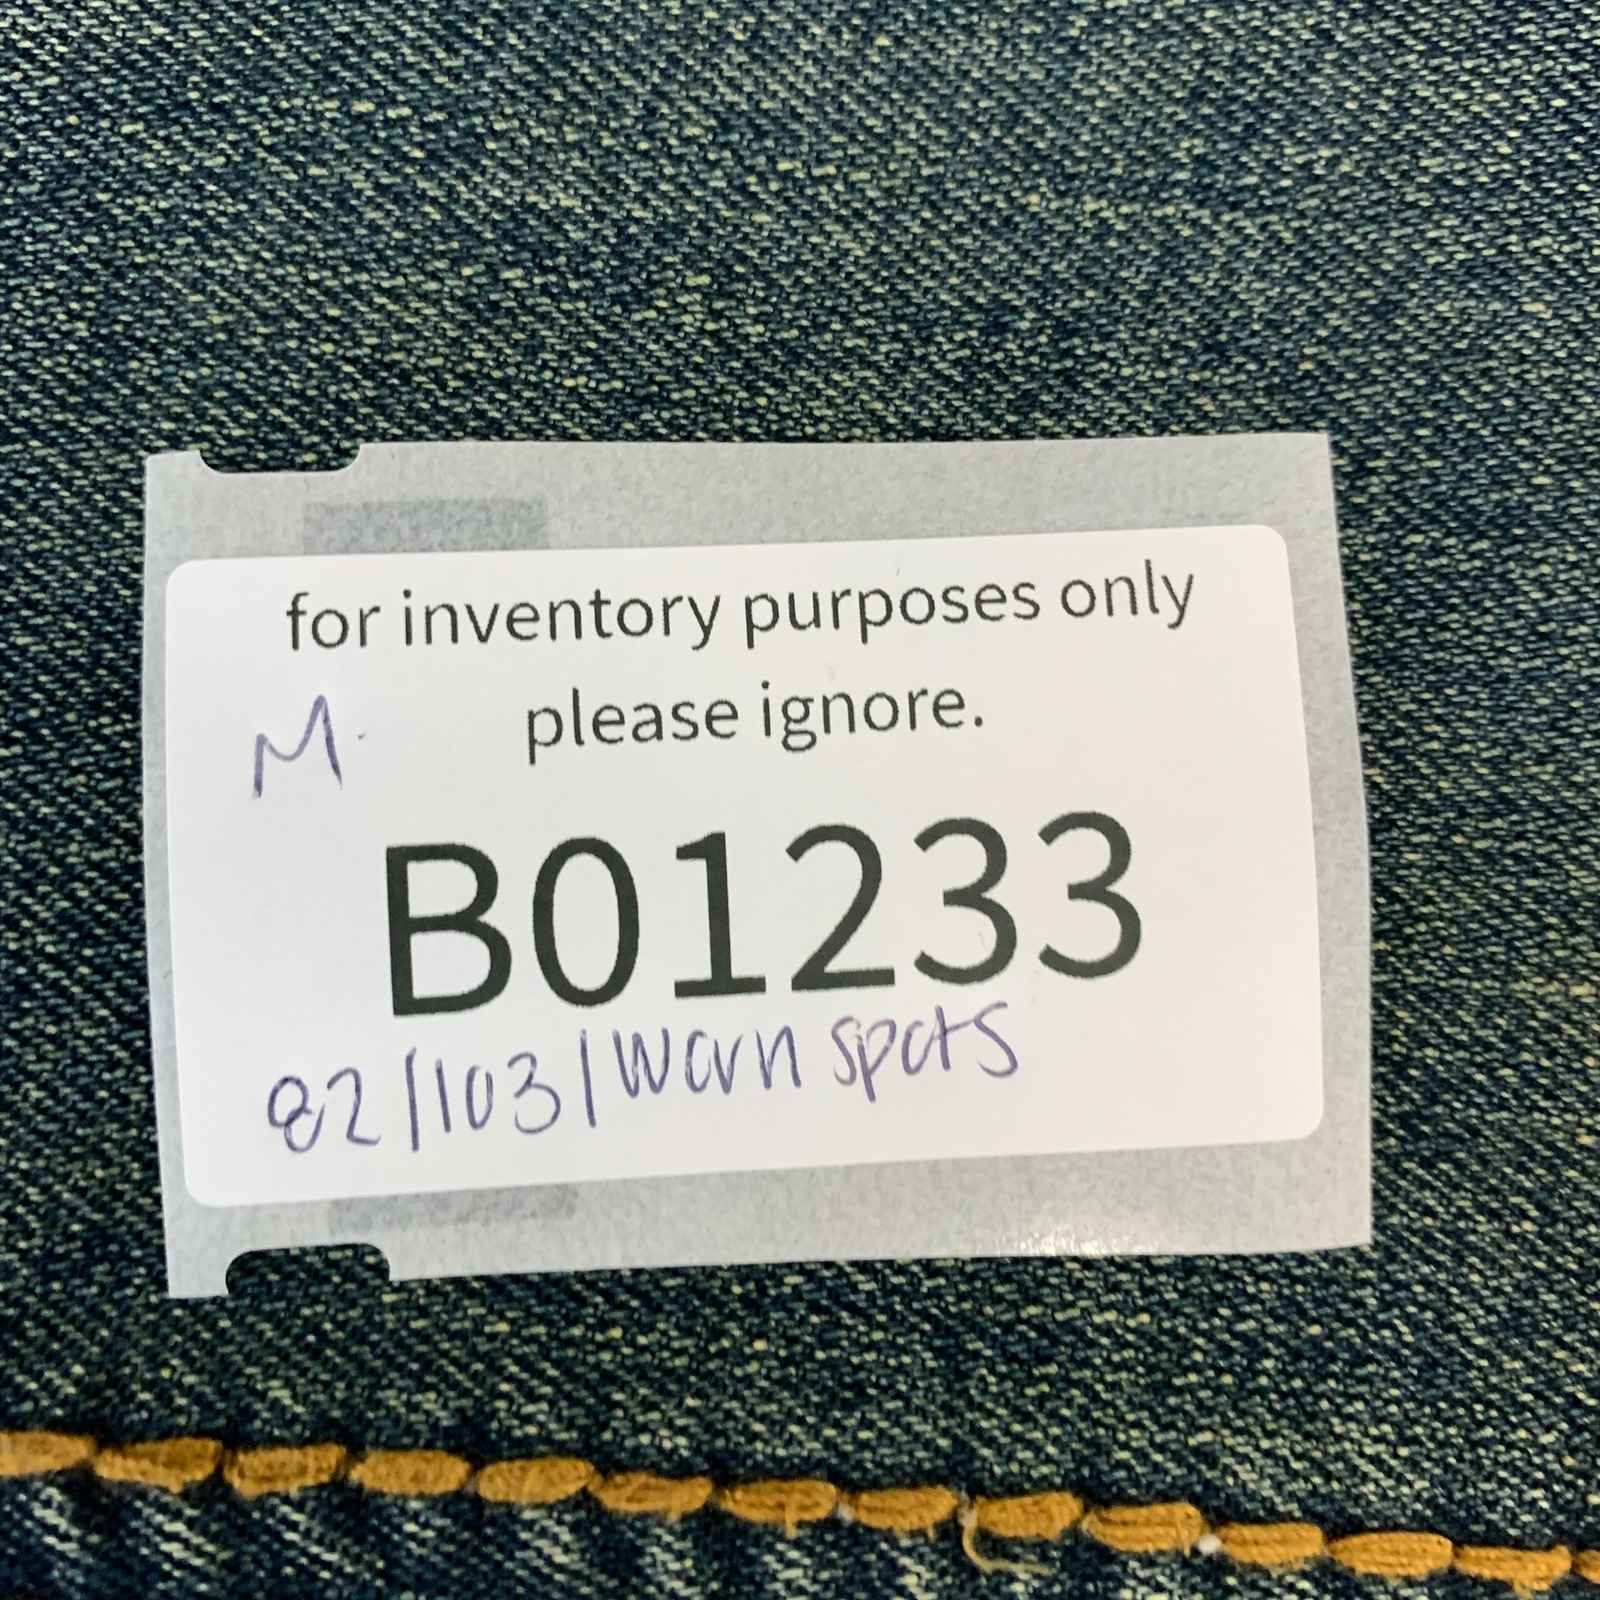 for inventory purposes only
please ignore.
M.
B01233
82/103/worn spots